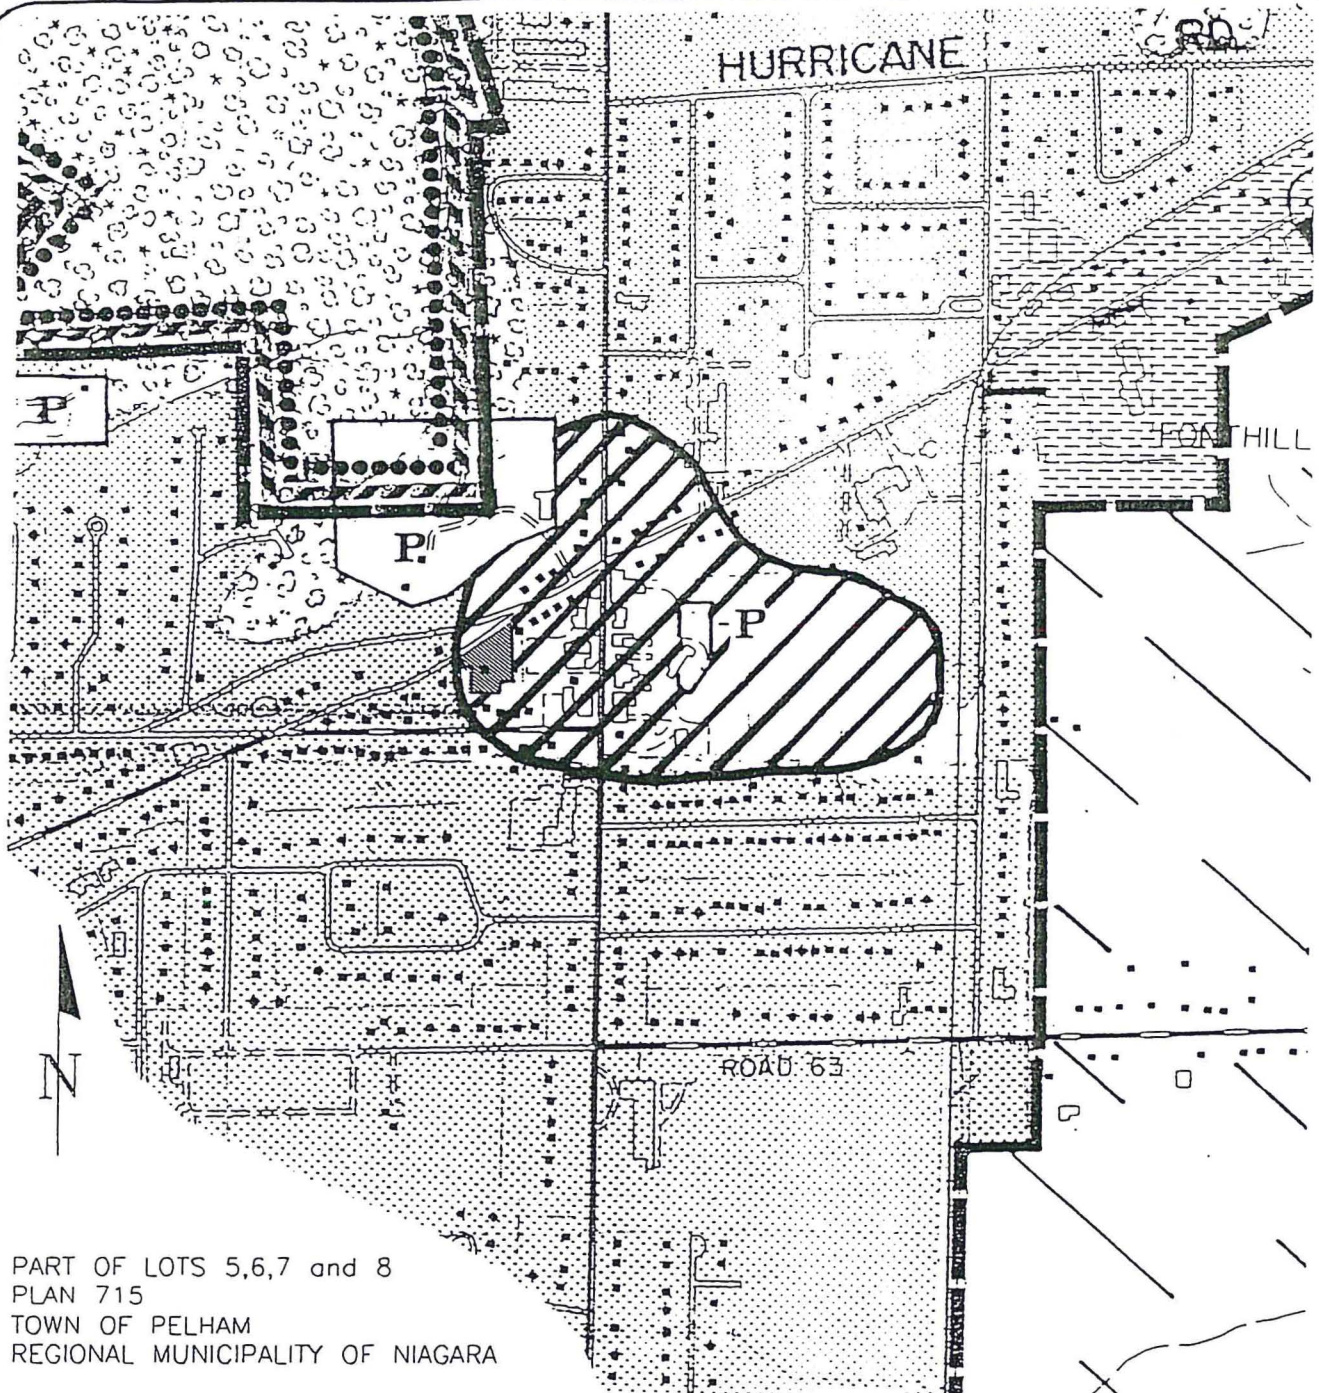 HURRICANE RD.
P
FONTHILL
P
P
ROAD 63
N
PART OF LOTS 5,6,7 and 8
PLAN 715
TOWN OF PELHAM
REGIONAL MUNICIPALITY OF NIAGARA